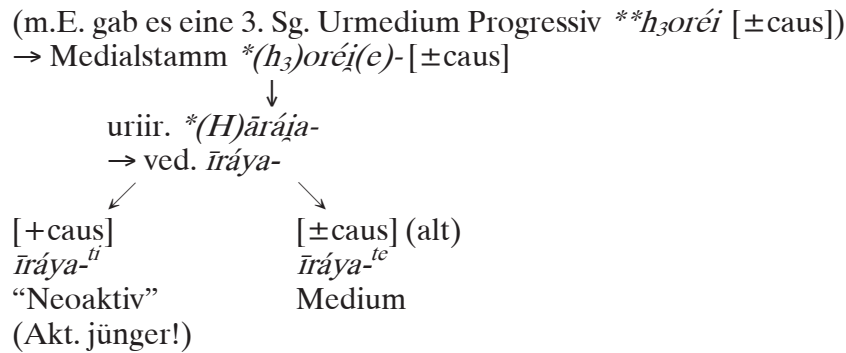 (m.E. gab es eine 3. Sg. Urmedium Progressiv **h₃oréi [±caus])
→ Medialstamm *(h₃)oréi̯(e)-[±caus]
↓
uriir. *(H)ārái̯a-
→ ved. īráya-
[+caus] [±caus] (alt)
īráya-ᵗⁱ īráya-ᵗᵉ
“Neoaktiv” Medium
(Akt. jünger!)